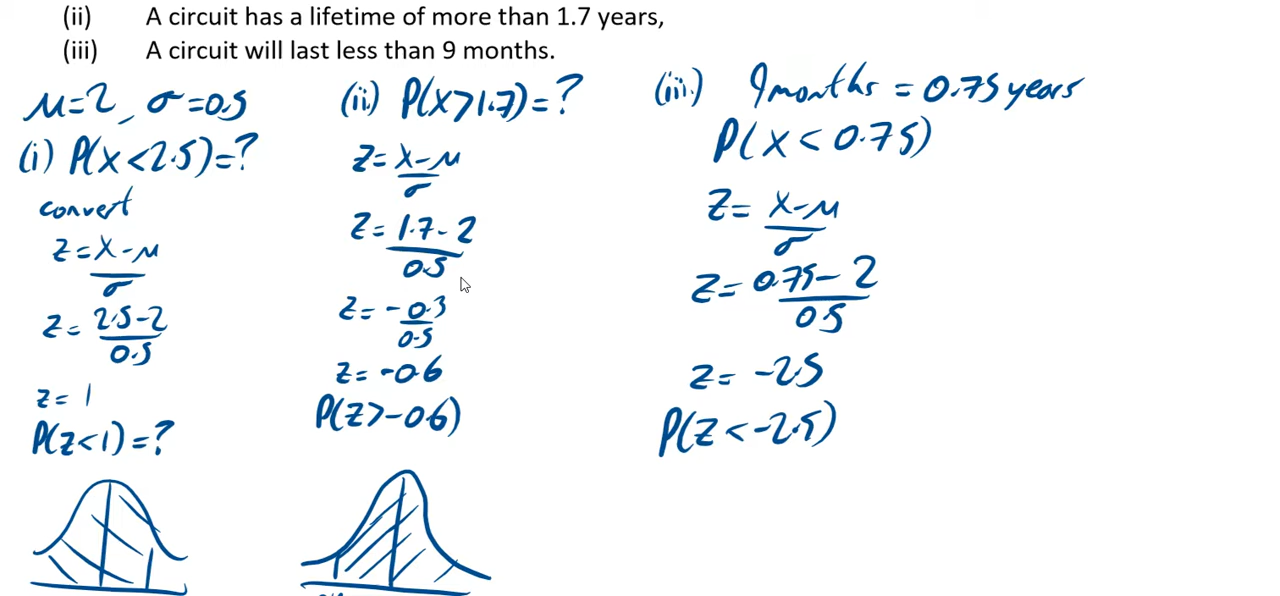 (ii) A circuit has a lifetime of more than 1.7 years,
(iii) A circuit will last less than 9 months.
μ=2, σ=0.5
(i) P(X<2.5)=?
convert
Z=X-μ/σ
Z=2.5-2/0.5
Z=1
P(Z<1)=?
(ii.) P(X>1.7)=?
Z=X-μ/σ
Z=1.7-2/0.5
Z=-0.3/0.5
Z=-0.6
P(Z>-0.6)
(iii.) 9months=0.75years
P(X<0.75)
Z=X-μ/σ
Z=0.75-2/0.5
Z=-2.5
P(Z<-2.5)